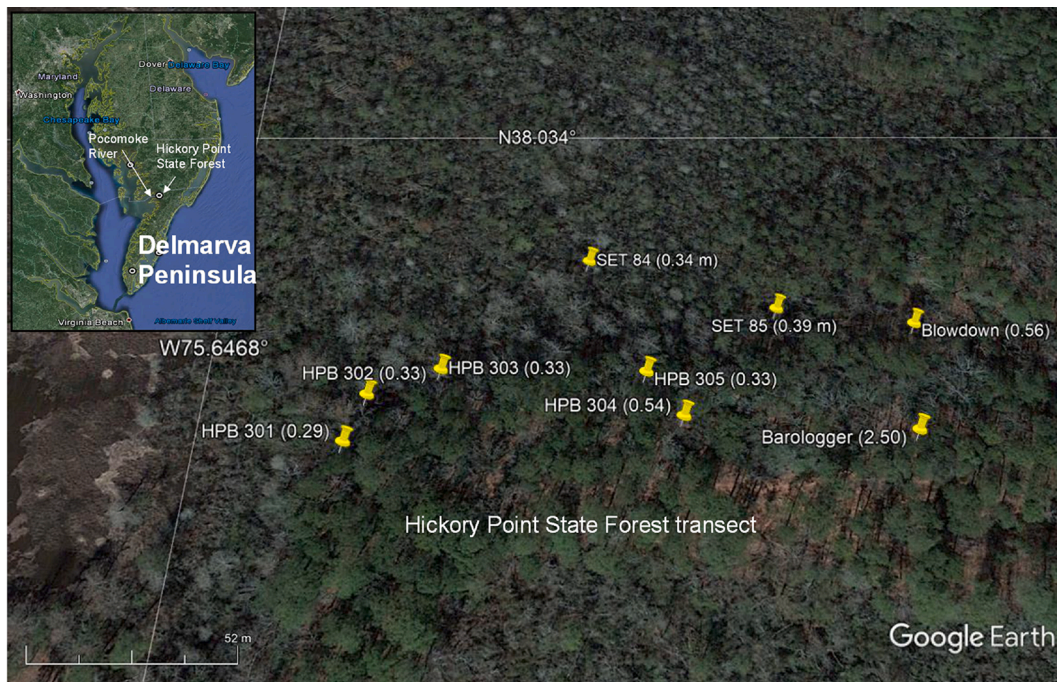 Dover
Delaware Bay
Maryland
Delaware
Washington
Chesapeake Bay
Pocomoke
River
Hickory Point
State Forest
Delmarva
Peninsula
Virginia Beach
Albemarle Shelf Valley
N38.034°
W75.6468°
SET 84 (0.34 m)
SET 85 (0.39 m)
Blowdown (0.56)
HPB 302 (0.33)
HPB 303 (0.33)
HPB 305 (0.33)
HPB 304 (0.54)
HPB 301 (0.29)
Barologger (2.50)
Hickory Point State Forest transect
52 m
Google Earth